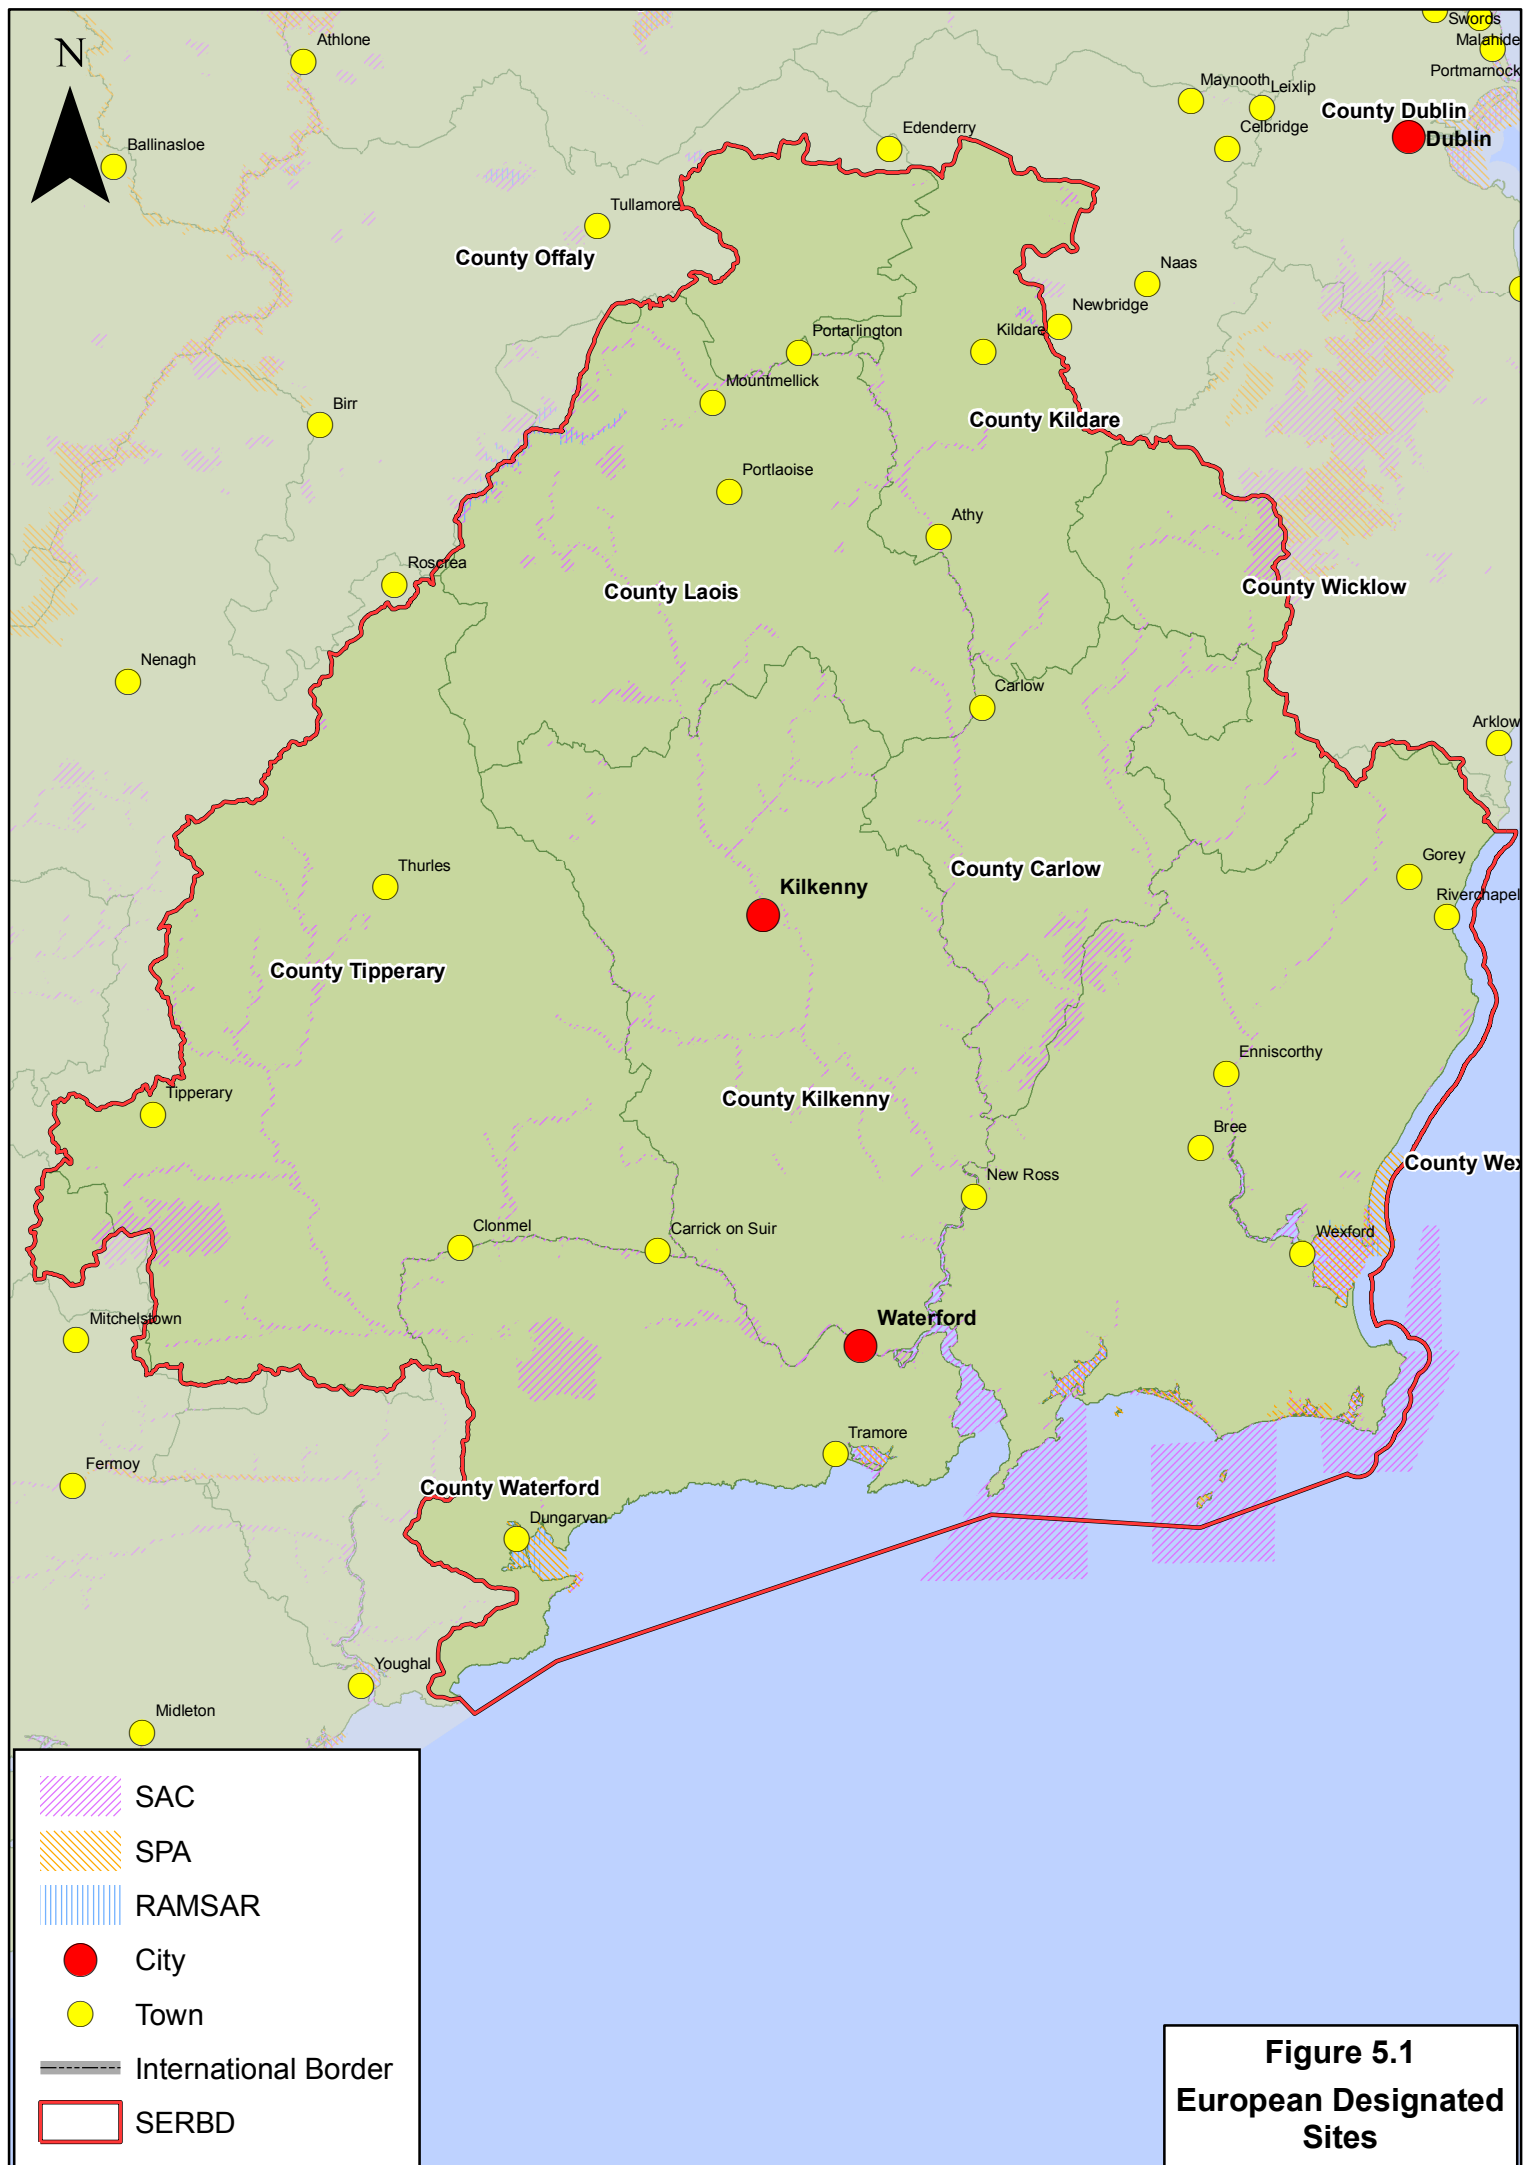 N
Athlone
Swords
Malahide
Portmarnock
Maynooth
Leixlip
County Dublin
Dublin
Celbridge
Edenderry
Ballinasloe
Tullamore
County Offaly
Naas
Newbridge
Kildare
Portarlington
Mountmellick
Birr
County Kildare
Portlaoise
Athy
Roscrea
County Laois
County Wicklow
Nenagh
Carlow
Arklow
Thurles
Kilkenny
County Carlow
Gorey
Riverchapel
County Tipperary
Enniscorthy
Tipperary
County Kilkenny
Bree
County Wex
New Ross
Clonmel
Carrick on Suir
Wexford
Mitchelstown
Waterford
Tramore
Fermoy
County Waterford
Dungarvan
Youghal
Midleton
SAC
SPA
RAMSAR
City
Town
International Border
SERBD
Figure 5.1
European Designated
Sites